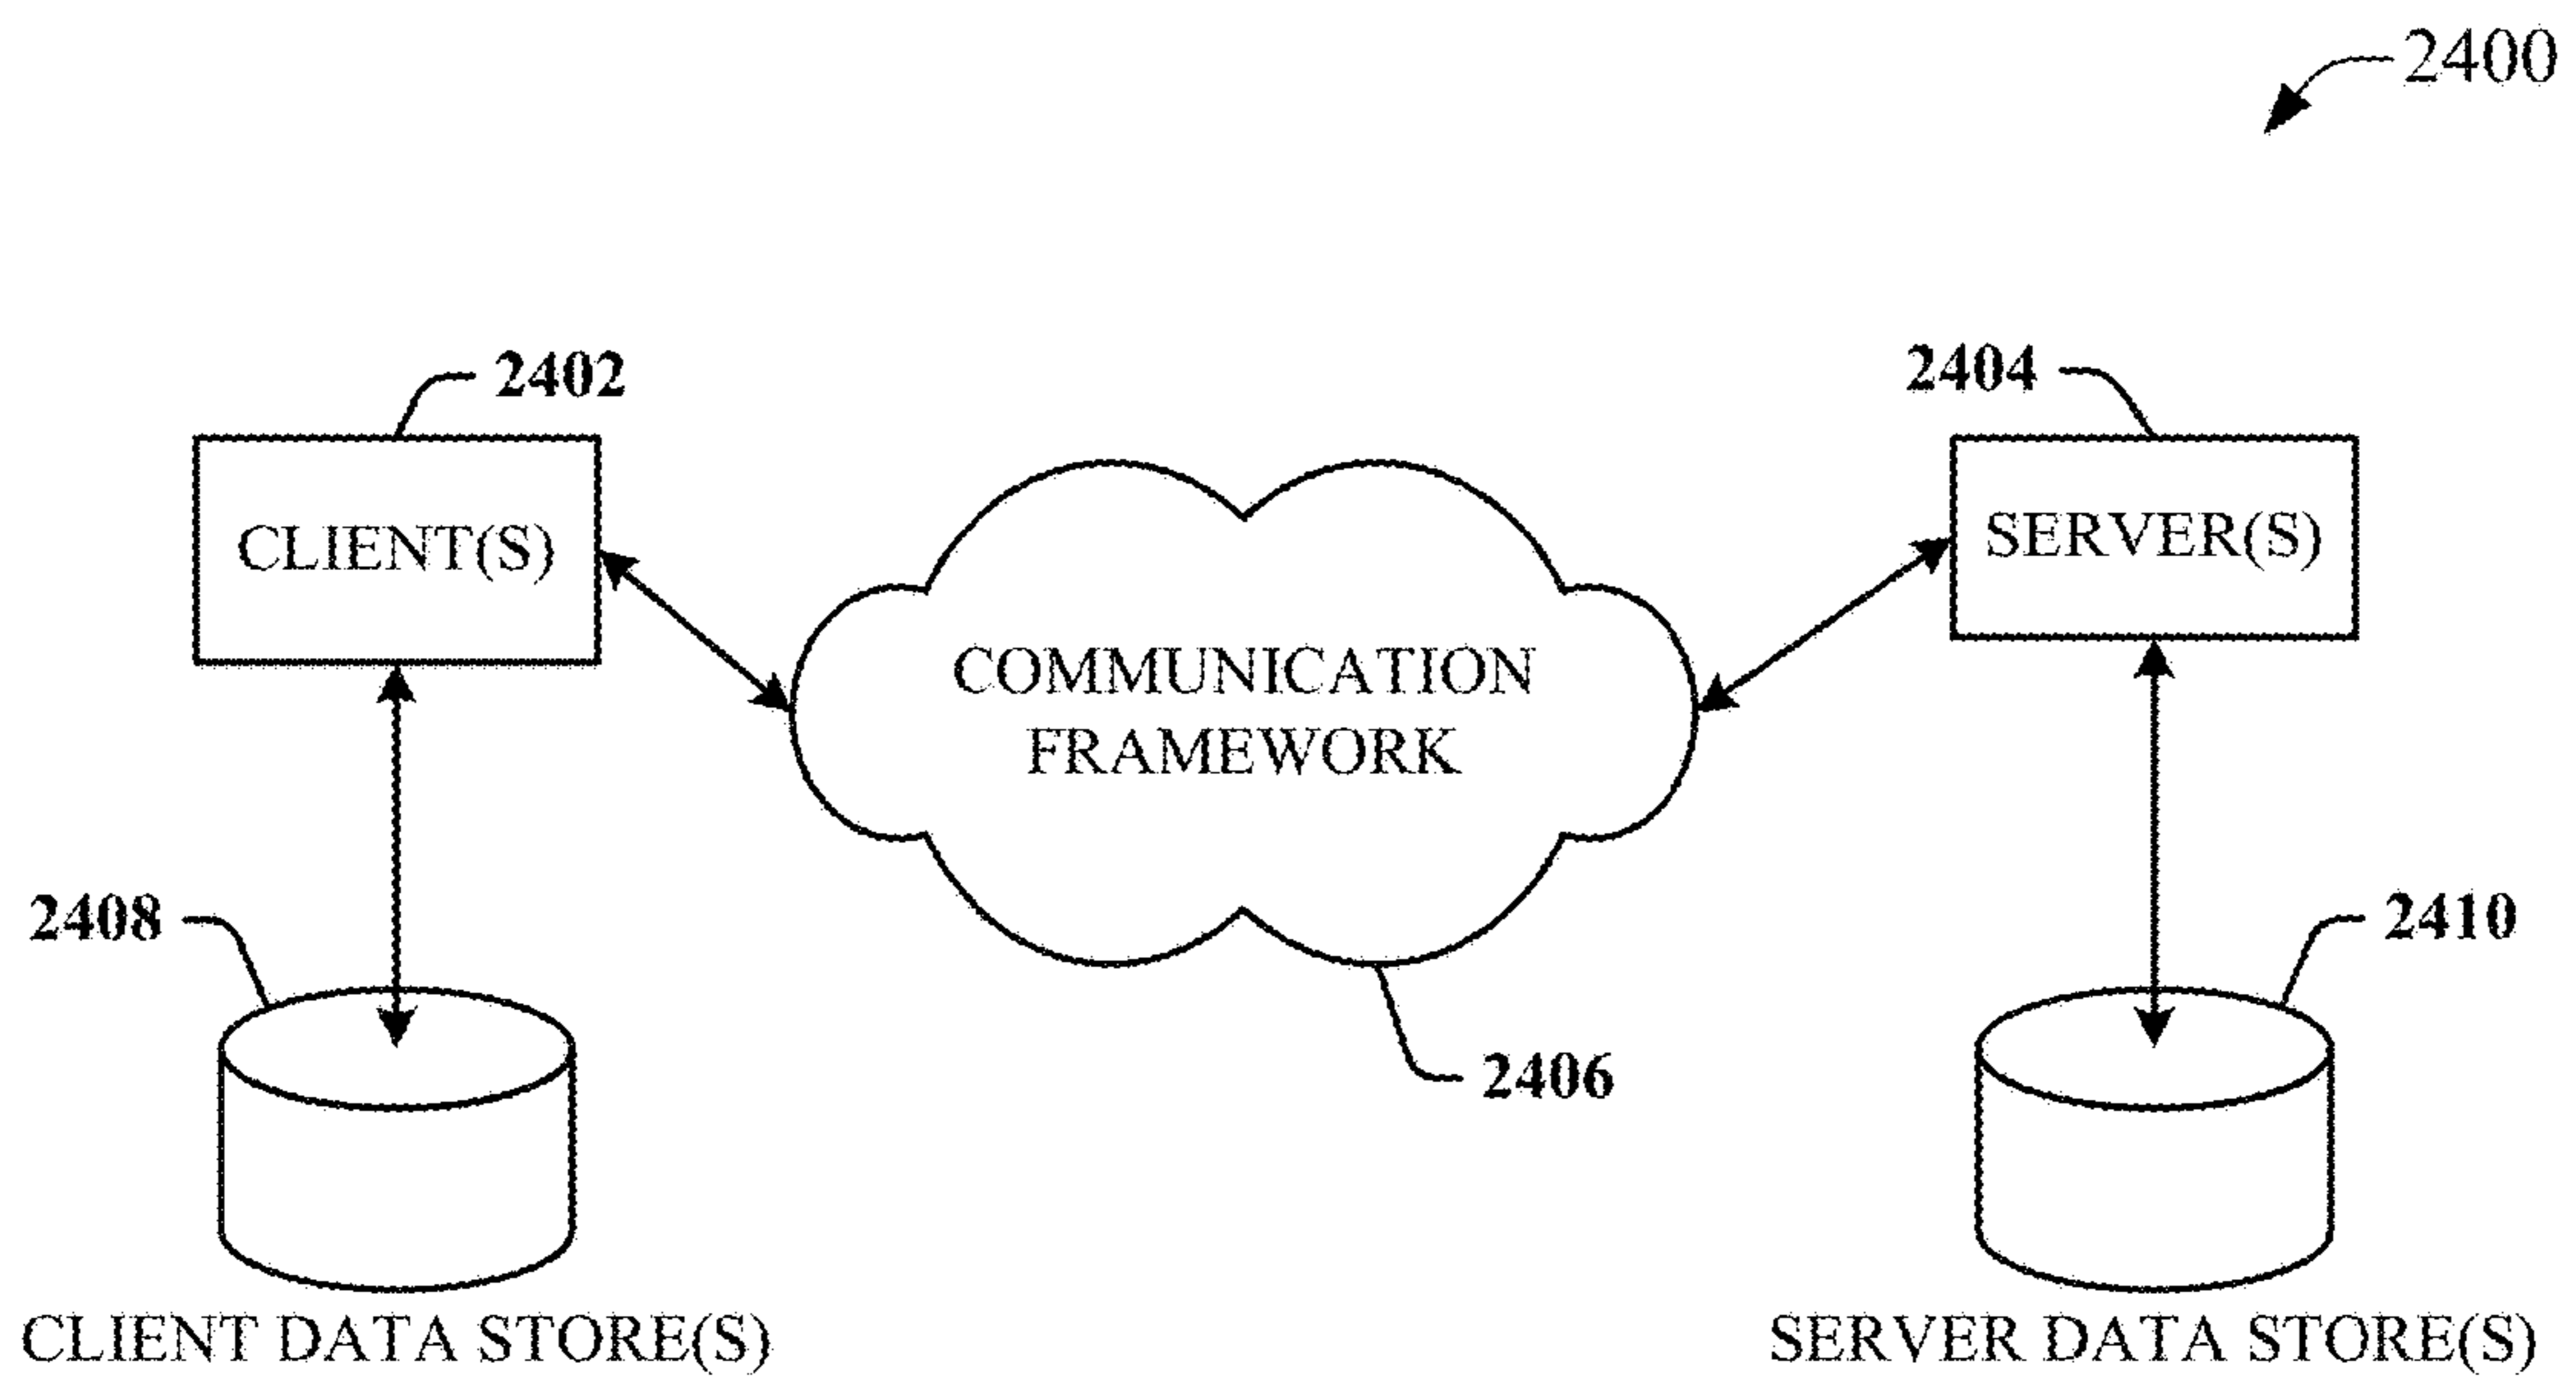 2400
2402
2404
CLIENT(S)
SERVER(S)
COMMUNICATION
FRAMEWORK
2408
2410
2406
CLIENT DATA STORE(S)
SERVER DATA STORE(S)